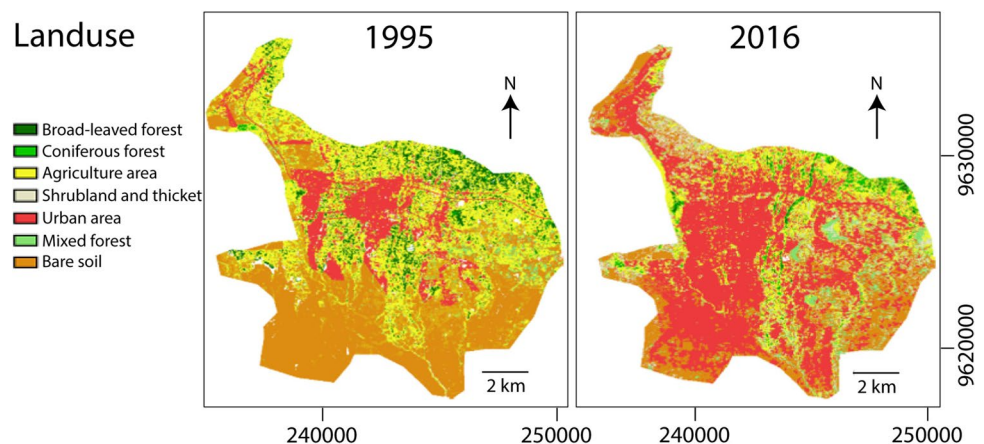 Landuse
Broad-leaved forest
Coniferous forest
Agriculture area
Shrubland and thicket
Urban area
Mixed forest
Bare soil
1995
N
2 km
2016
N
2 km
240000
250000
240000
250000
9630000
9620000